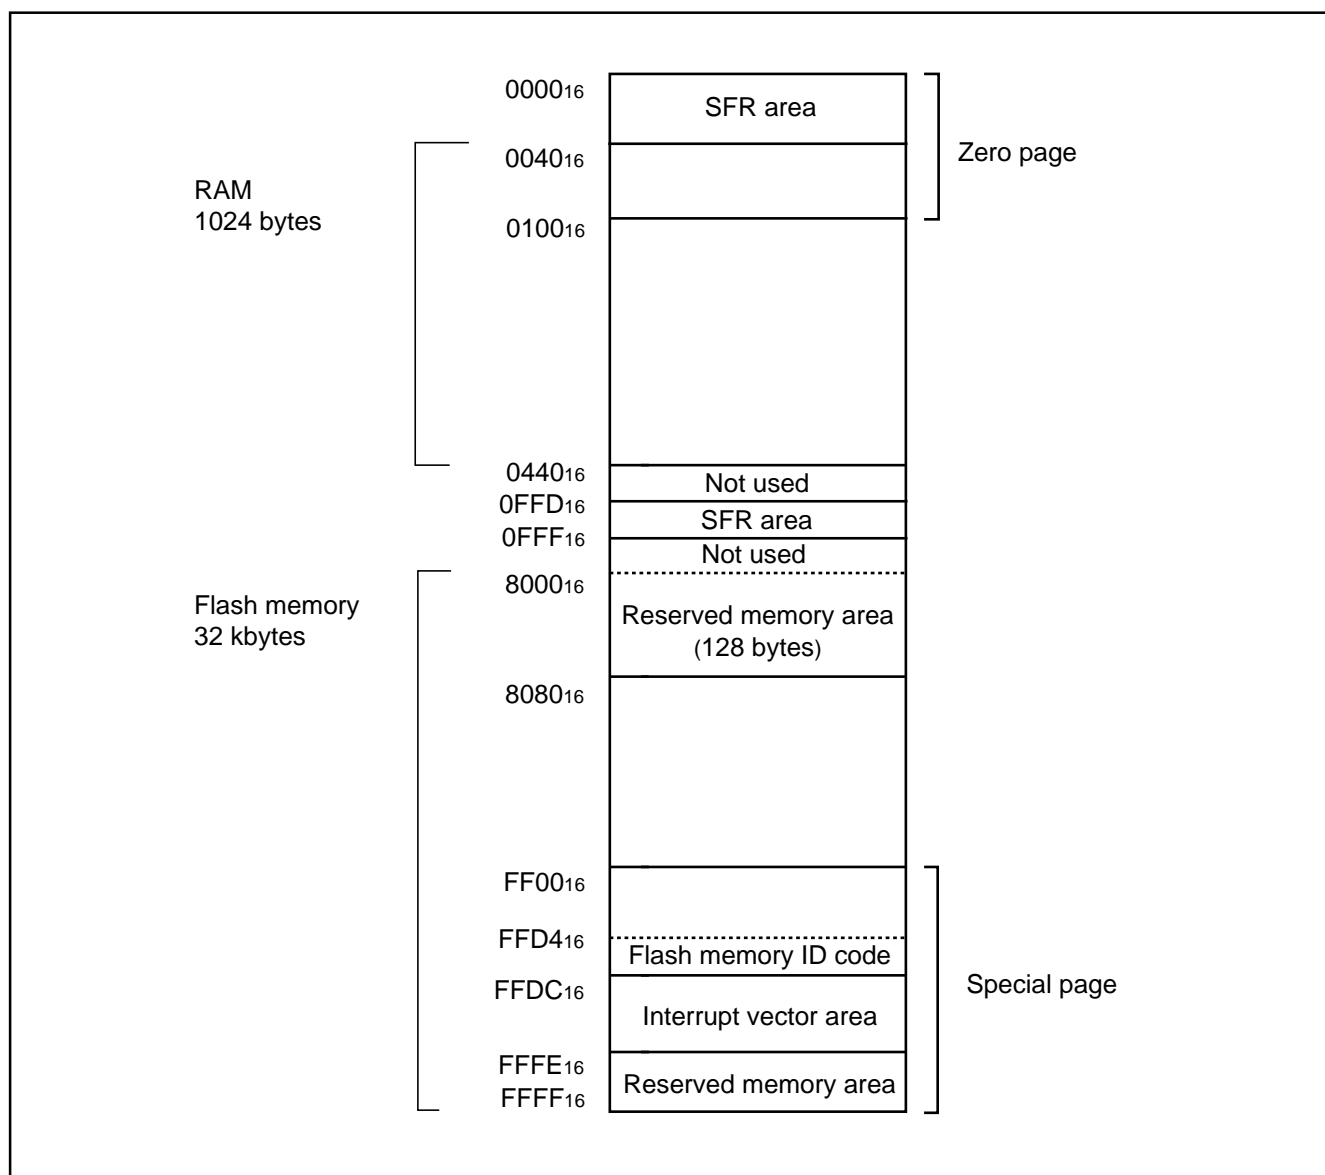 0000₁₆
SFR area
0040₁₆
Zero page
RAM
1024 bytes
0100₁₆
0440₁₆
Not used
0FFD₁₆
SFR area
0FFF₁₆
Not used
8000₁₆
Flash memory
32 kbytes
Reserved memory area
(128 bytes)
8080₁₆
FF00₁₆
FFD4₁₆
Flash memory ID code
FFDC₁₆
Special page
Interrupt vector area
FFFE₁₆
Reserved memory area
FFFF₁₆